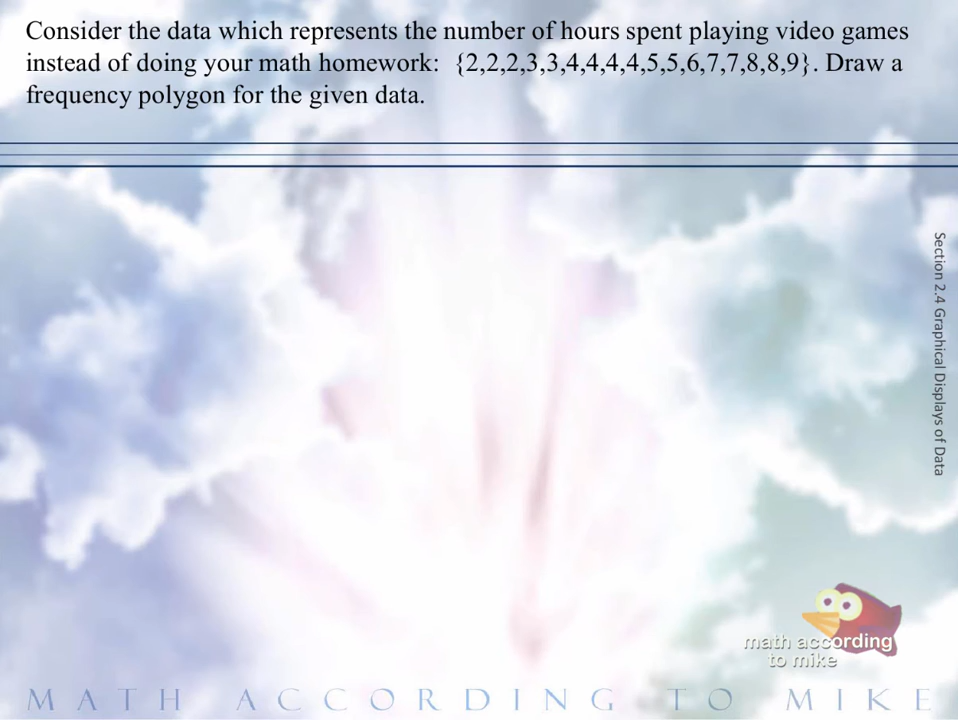 Consider the data which represents the number of hours spent playing video games
instead of doing your math homework: {2,2,2,3,3,4,4,4,4,5,5,6,7,7,8,8,9}. Draw a
frequency polygon for the given data.
Section 2.4 Graphical Displays of Data
math according
to mike
MATH ACCORDING TO MIKE